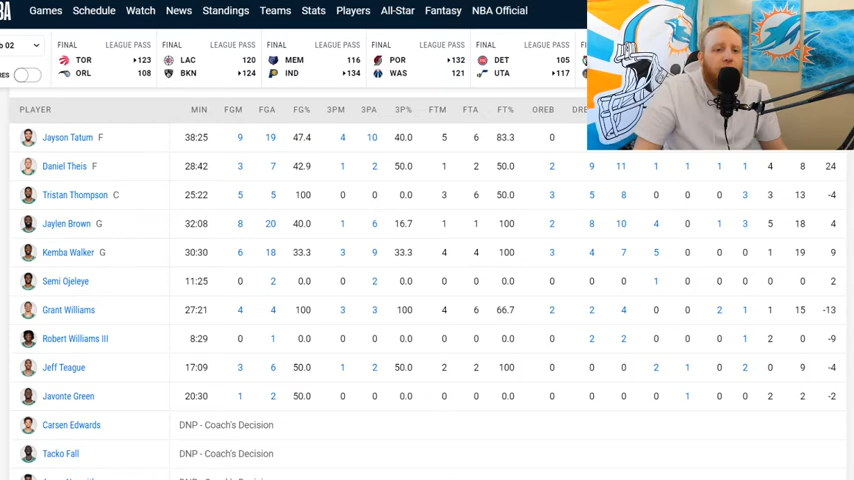 BA Games Schedule Watch News Standings Teams Stats Players All-Star Fantasy NBA Official
b 02 FINAL LEAGUE PASS FINAL LEAGUE PASS FINAL LEAGUE PASS FINAL LEAGUE PASS FINAL LEAGUE PASS FINAL
TOR 123 LAC 120 MEM 116 POR 132 DET 105
RES ORL 108 BKN 124 IND 134 WAS 121 UTA 117
PLAYER MIN FGM FGA FG% 3PM 3PA 3P% FTM FTA FT% OREB DRE
Jayson Tatum F 38:25 9 19 47.4 4 10 40.0 5 6 83.3 0
Daniel Theis F 28:42 3 7 42.9 1 2 50.0 1 2 50.0 2 9 11 1 1 1 1 4 8 24
Tristan Thompson C 25:22 5 5 100 0 0 0.0 3 6 50.0 3 5 8 0 0 0 3 3 13 -4
Jaylen Brown G 32:08 8 20 40.0 1 6 16.7 1 1 100 2 8 10 4 0 1 3 5 18 4
Kemba Walker G 30:30 6 18 33.3 3 9 33.3 4 4 100 3 4 7 5 0 0 0 1 19 9
Semi Ojeleye 11:25 0 2 0.0 0 2 0.0 0 0 0.0 0 0 0 1 0 0 0 0 0 2
Grant Williams 27:21 4 4 100 3 3 100 4 6 66.7 2 2 4 0 0 2 1 1 15 -13
Robert Williams III 8:29 0 1 0.0 0 0 0.0 0 0 0.0 0 2 2 0 0 0 1 2 0 -9
Jeff Teague 17:09 3 6 50.0 1 2 50.0 2 2 100 0 0 0 2 1 0 2 0 9 -4
Javonte Green 20:30 1 2 50.0 0 0 0.0 0 0 0.0 0 0 0 0 1 0 0 2 2 -2
Carsen Edwards DNP - Coach's Decision
Tacko Fall DNP - Coach's Decision